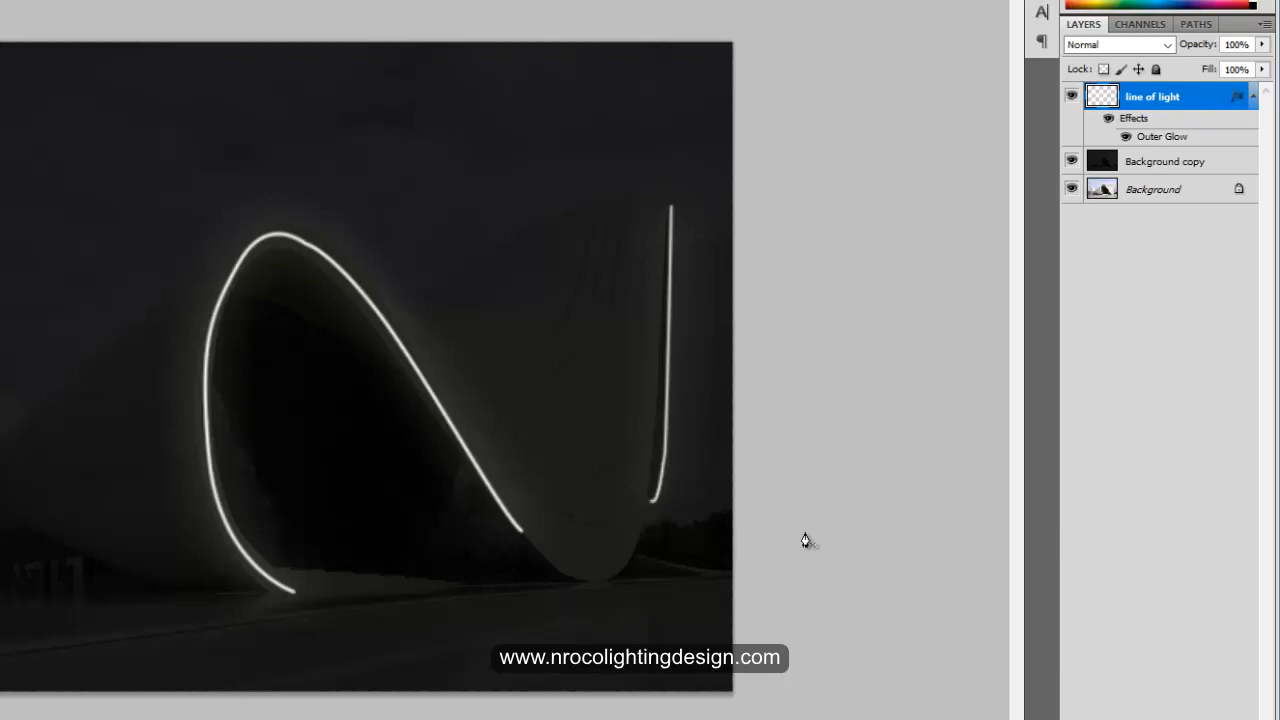 A
¶
LAYERS CHANNELS PATHS
Normal Opacity: 100%
Lock: Fill: 100%
line of light fx
Effects
Outer Glow
Background copy
Background
www.nrocolightingdesign.com